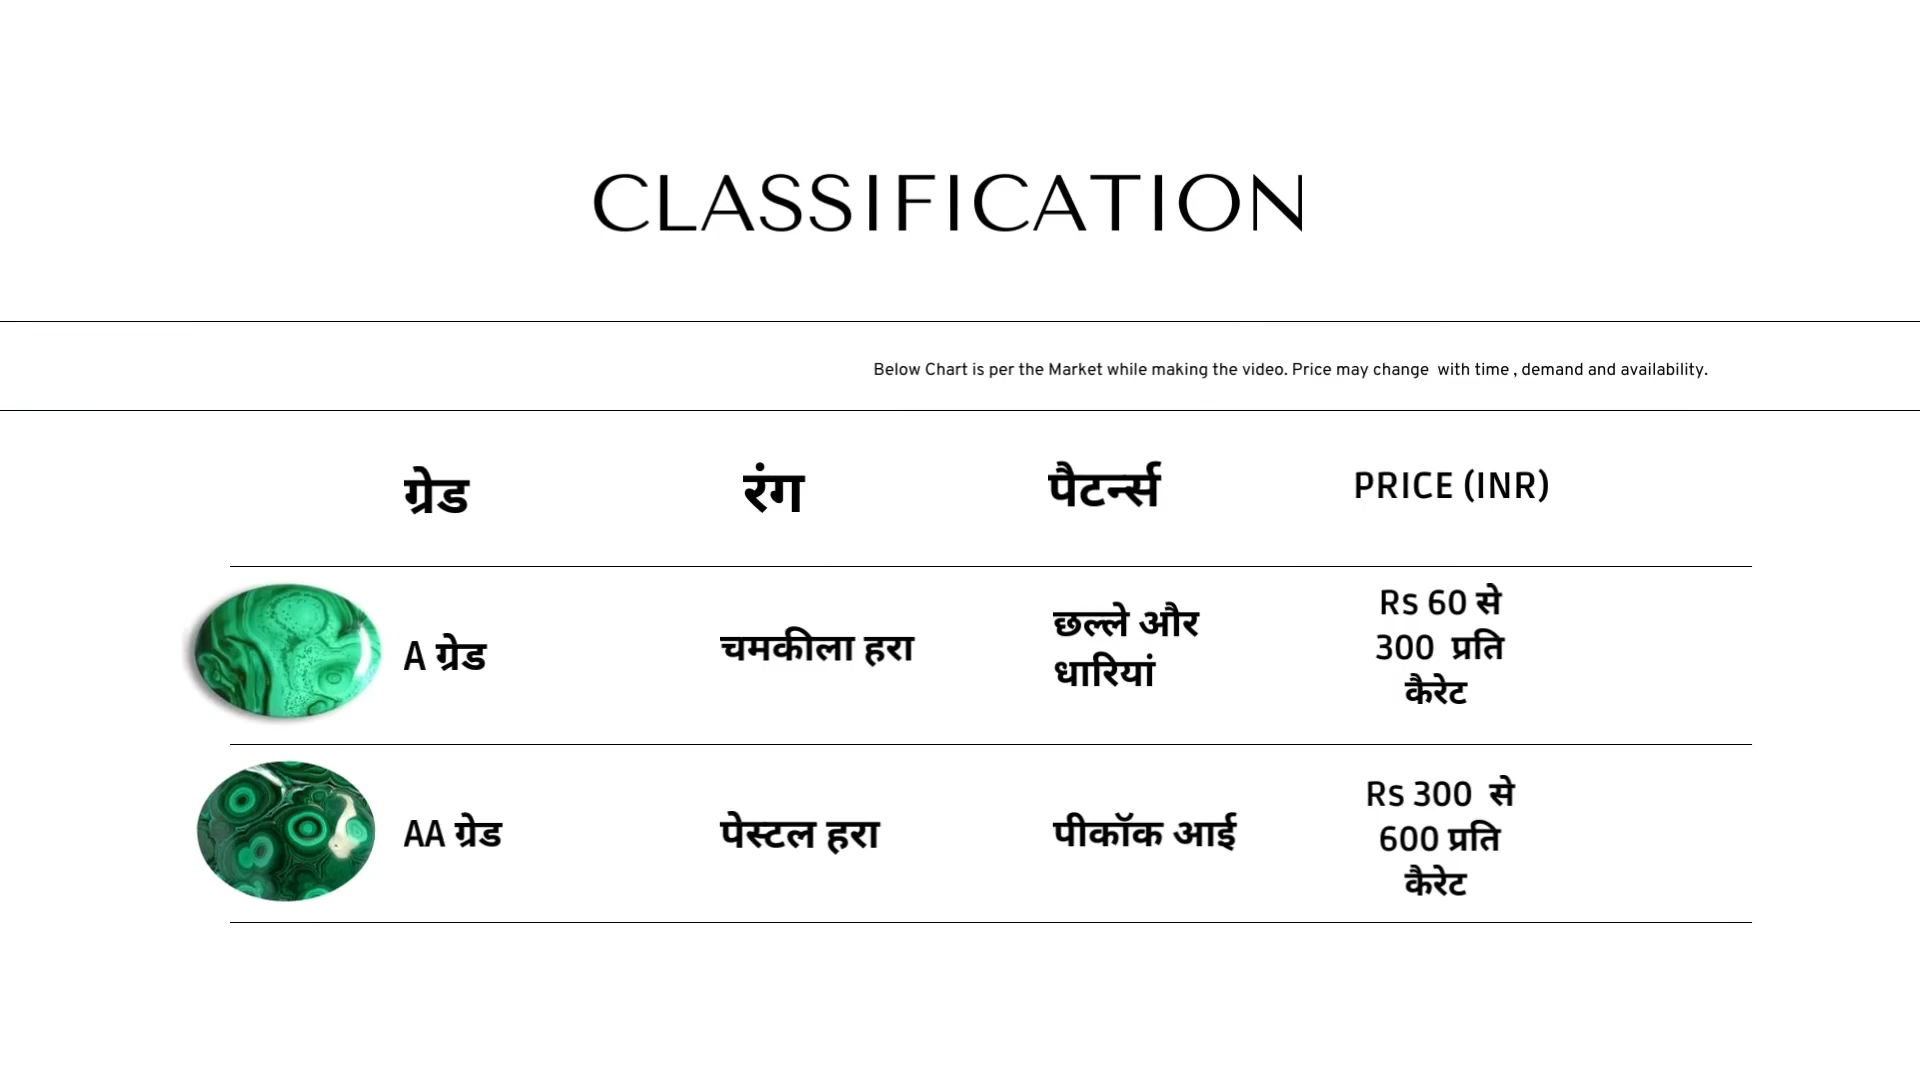 CLASSIFICATION
Below Chart is per the Market while making the video. Price may change  with time , demand and availability.
ग्रेड रंग पैटर्न्स PRICE (INR)
A ग्रेड
चमकीला हरा
छल्ले और
धारियां
Rs 60 से
300  प्रति
कैरेट
AA ग्रेड
पेस्टल हरा
पीकॉक आई
Rs 300  से
600 प्रति
कैरेट